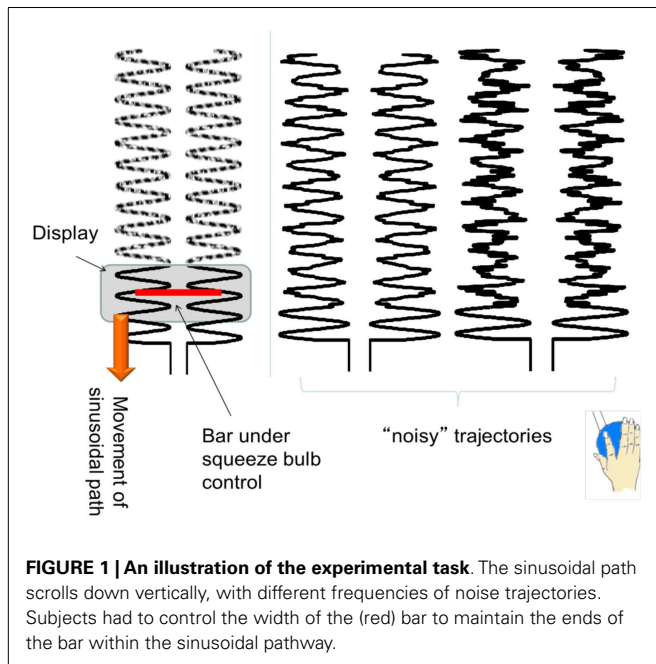 Display
Movement of
sinusoidal path
Bar under
squeeze bulb
control
“noisy” trajectories
FIGURE 1 | An illustration of the experimental task. The sinusoidal path
scrolls down vertically, with different frequencies of noise trajectories.
Subjects had to control the width of the (red) bar to maintain the ends of
the bar within the sinusoidal pathway.